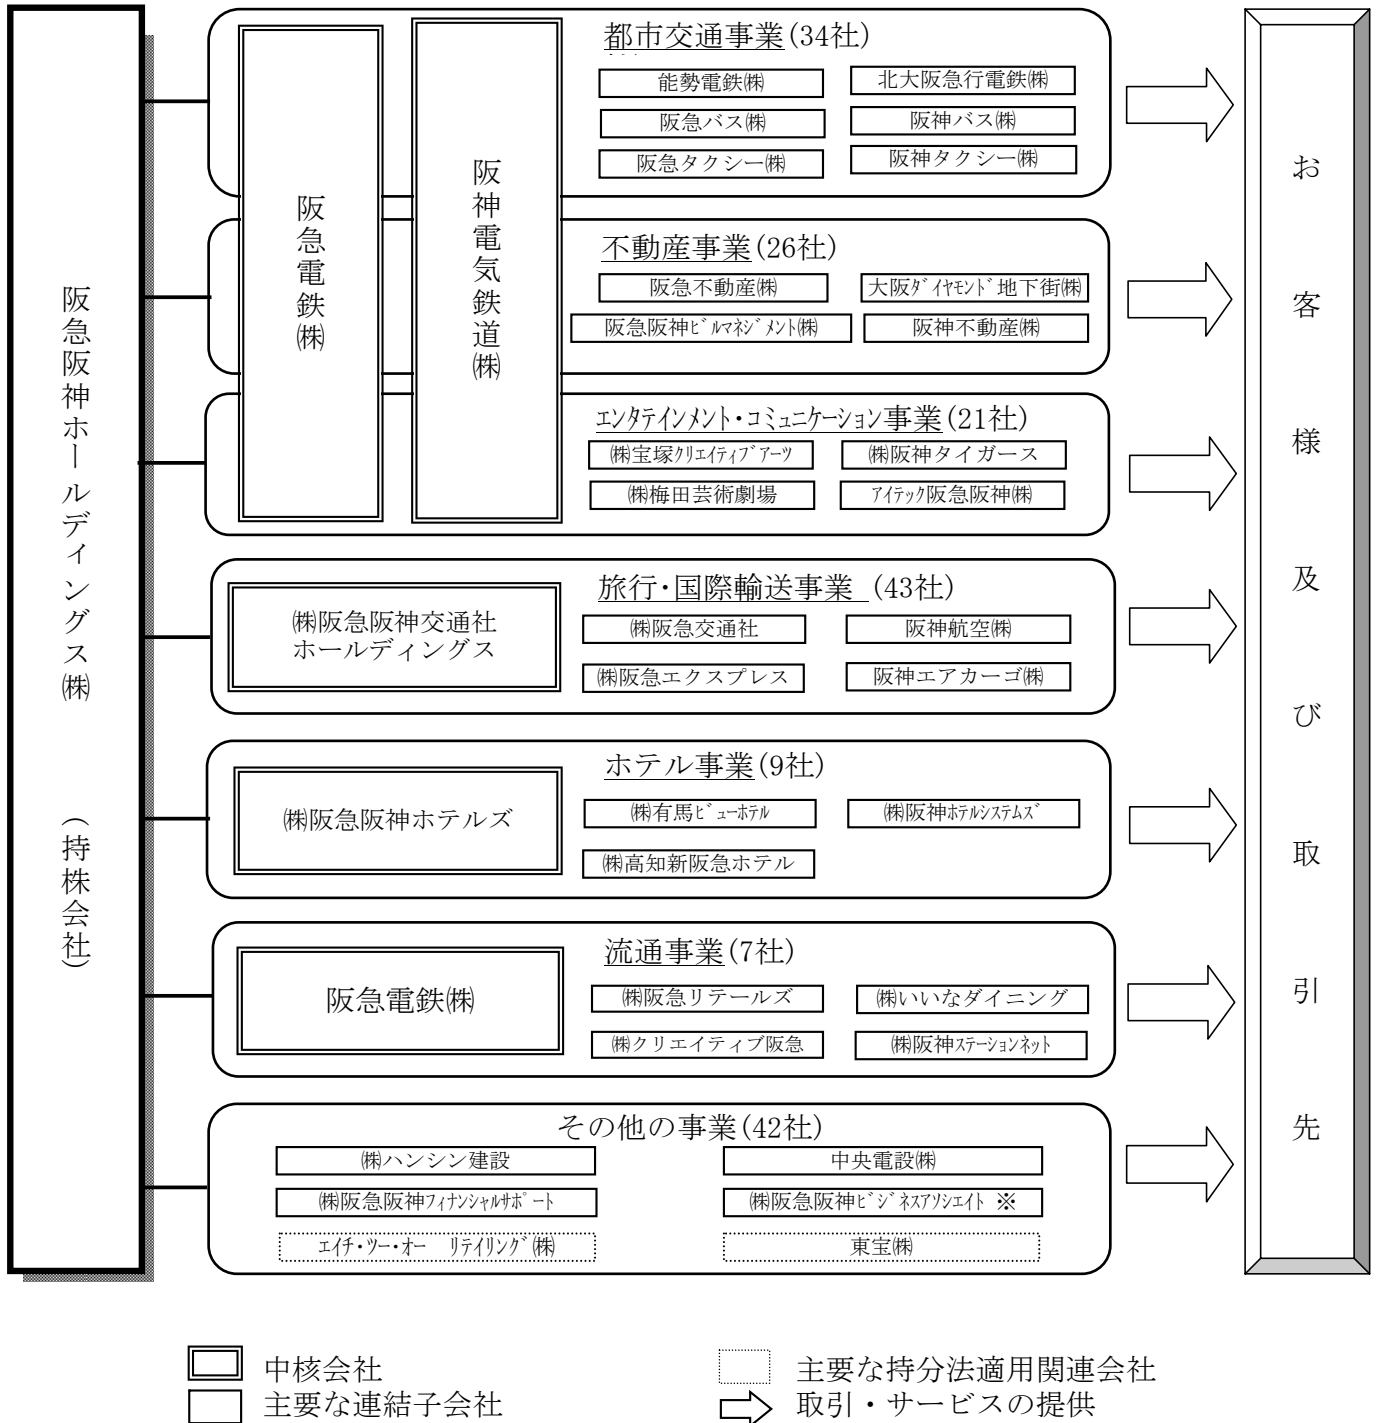 阪急阪神ホールディングス㈱ (持株会社)
阪急電鉄㈱
阪神電気鉄道㈱
都市交通事業(34社)
能勢電鉄㈱
北大阪急行電鉄㈱
阪急バス㈱
阪神バス㈱
阪急タクシー㈱
阪神タクシー㈱
不動産事業(26社)
阪急不動産㈱
大阪ﾀﾞｲﾔﾓﾝﾄﾞ地下街㈱
阪急阪神ﾋﾞﾙﾏﾈｼﾞﾒﾝﾄ㈱
阪神不動産㈱
ｴﾝﾀﾃｲﾝﾒﾝﾄ・ｺﾐｭﾆｹｰｼｮﾝ事業(21社)
㈱宝塚ｸﾘｴｲﾃｨﾌﾞｱｰﾂ
㈱阪神タイガース
㈱梅田芸術劇場
ｱｲﾃｯｸ阪急阪神㈱
旅行・国際輸送事業 (43社)
㈱阪急阪神交通社
ホールディングス
㈱阪急交通社
阪神航空㈱
㈱阪急エクスプレス
阪神エアカーゴ㈱
ホテル事業(9社)
㈱阪急阪神ホテルズ
㈱有馬ﾋﾞｭｰﾎﾃﾙ
㈱阪神ﾎﾃﾙｼｽﾃﾑｽﾞ
㈱高知新阪急ホテル
流通事業(7社)
阪急電鉄㈱
㈱阪急リテールズ
㈱いいなダイニング
㈱クリエイティブ阪急
㈱阪神ｽﾃｰｼｮﾝﾈｯﾄ
その他の事業(42社)
㈱ハンシン建設
中央電設㈱
㈱阪急阪神ﾌｨﾅﾝｼｬﾙｻﾎﾟｰﾄ
㈱阪急阪神ﾋﾞｼﾞﾈｽｱｿｼｴｲﾄ ※
ｴｲﾁ・ﾂｰ・ｵｰ ﾘﾃｲﾘﾝｸﾞ㈱
東宝㈱
お客様及び取引先
中核会社
主要な持分法適用関連会社
主要な連結子会社
取引・サービスの提供